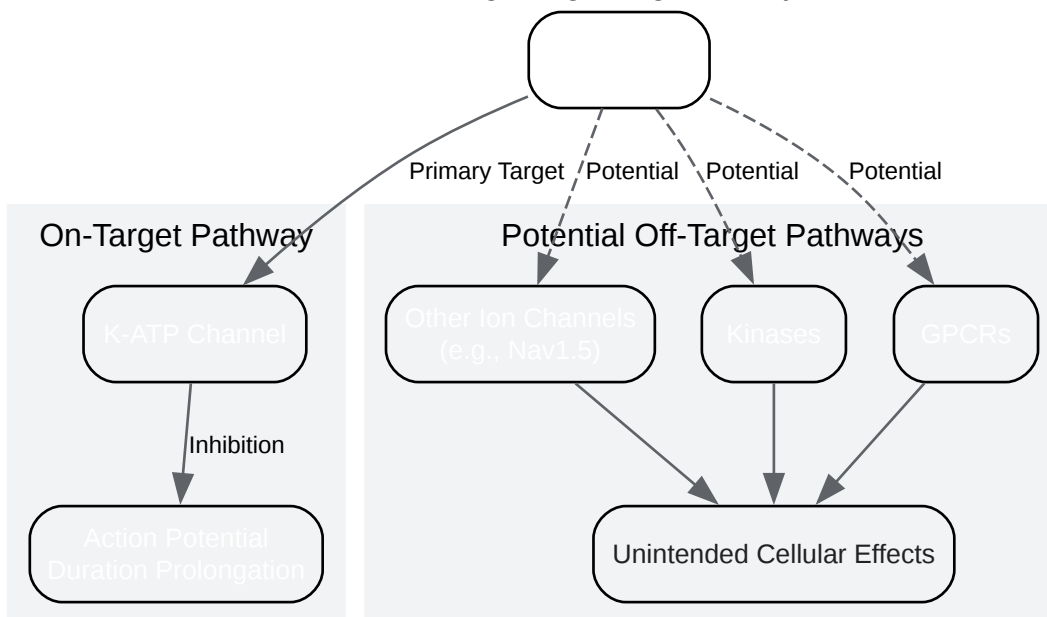 Primary Target
Potential
Potential
Potential
On-Target Pathway
Potential Off-Target Pathways
K-ATP Channel
Other Ion Channels
(e.g., Nav1.5)
Kinases
GPCRs
Inhibition
Action Potential
Duration Prolongation
Unintended Cellular Effects